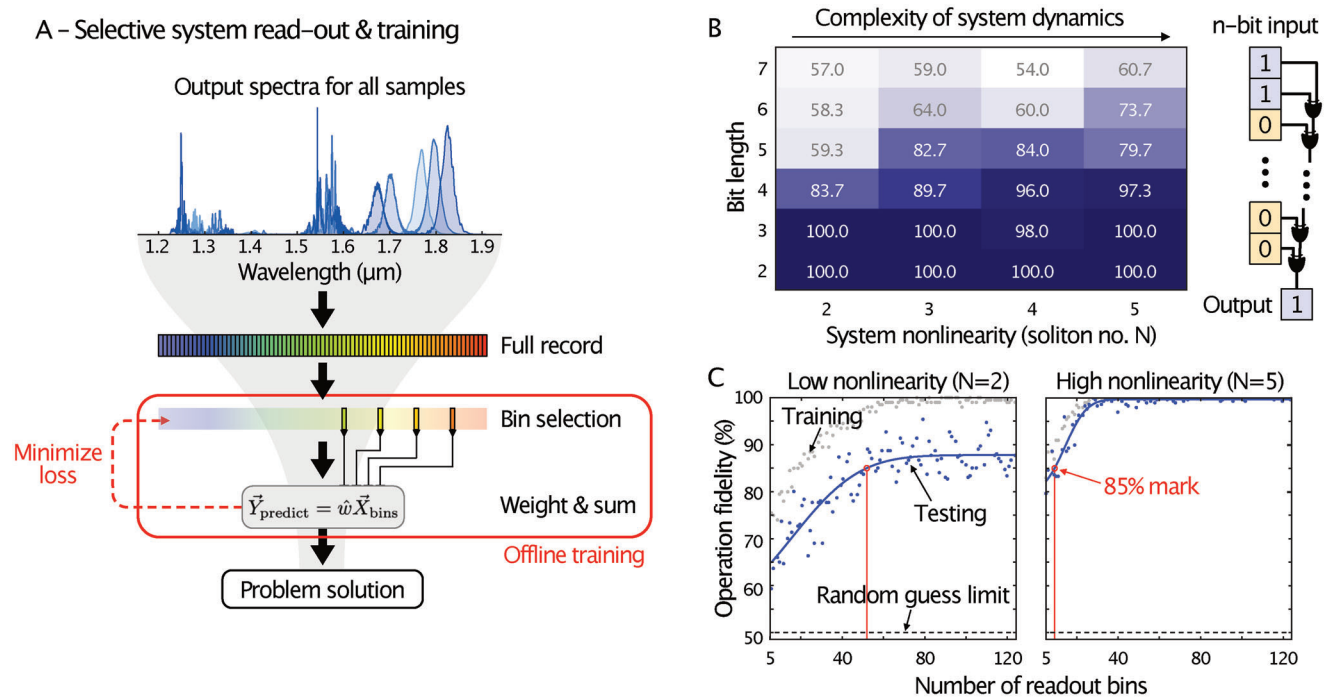 A – Selective system read–out & training
Output spectra for all samples
1.2 1.3 1.4 1.5 1.6 1.7 1.8 1.9
Wavelength (μm)
Full record
Bin selection
Minimize
loss
Y⃗predict = ŵX⃗bins
Weight & sum
Offline training
Problem solution
B
Complexity of system dynamics
n–bit input
Bit length
7 57.0 59.0 54.0 60.7
6 58.3 64.0 60.0 73.7
5 59.3 82.7 84.0 79.7
4 83.7 89.7 96.0 97.3
3 100.0 100.0 98.0 100.0
2 100.0 100.0 100.0 100.0
2 3 4 5
System nonlinearity (soliton no. N)
1
1
0
0
0
Output 1
C
Low nonlinearity (N=2)
High nonlinearity (N=5)
Operation fidelity (%)
100
90
80
70
60
50
Training
Testing
Random guess limit
85% mark
5 40 80 120
5 40 80 120
Number of readout bins